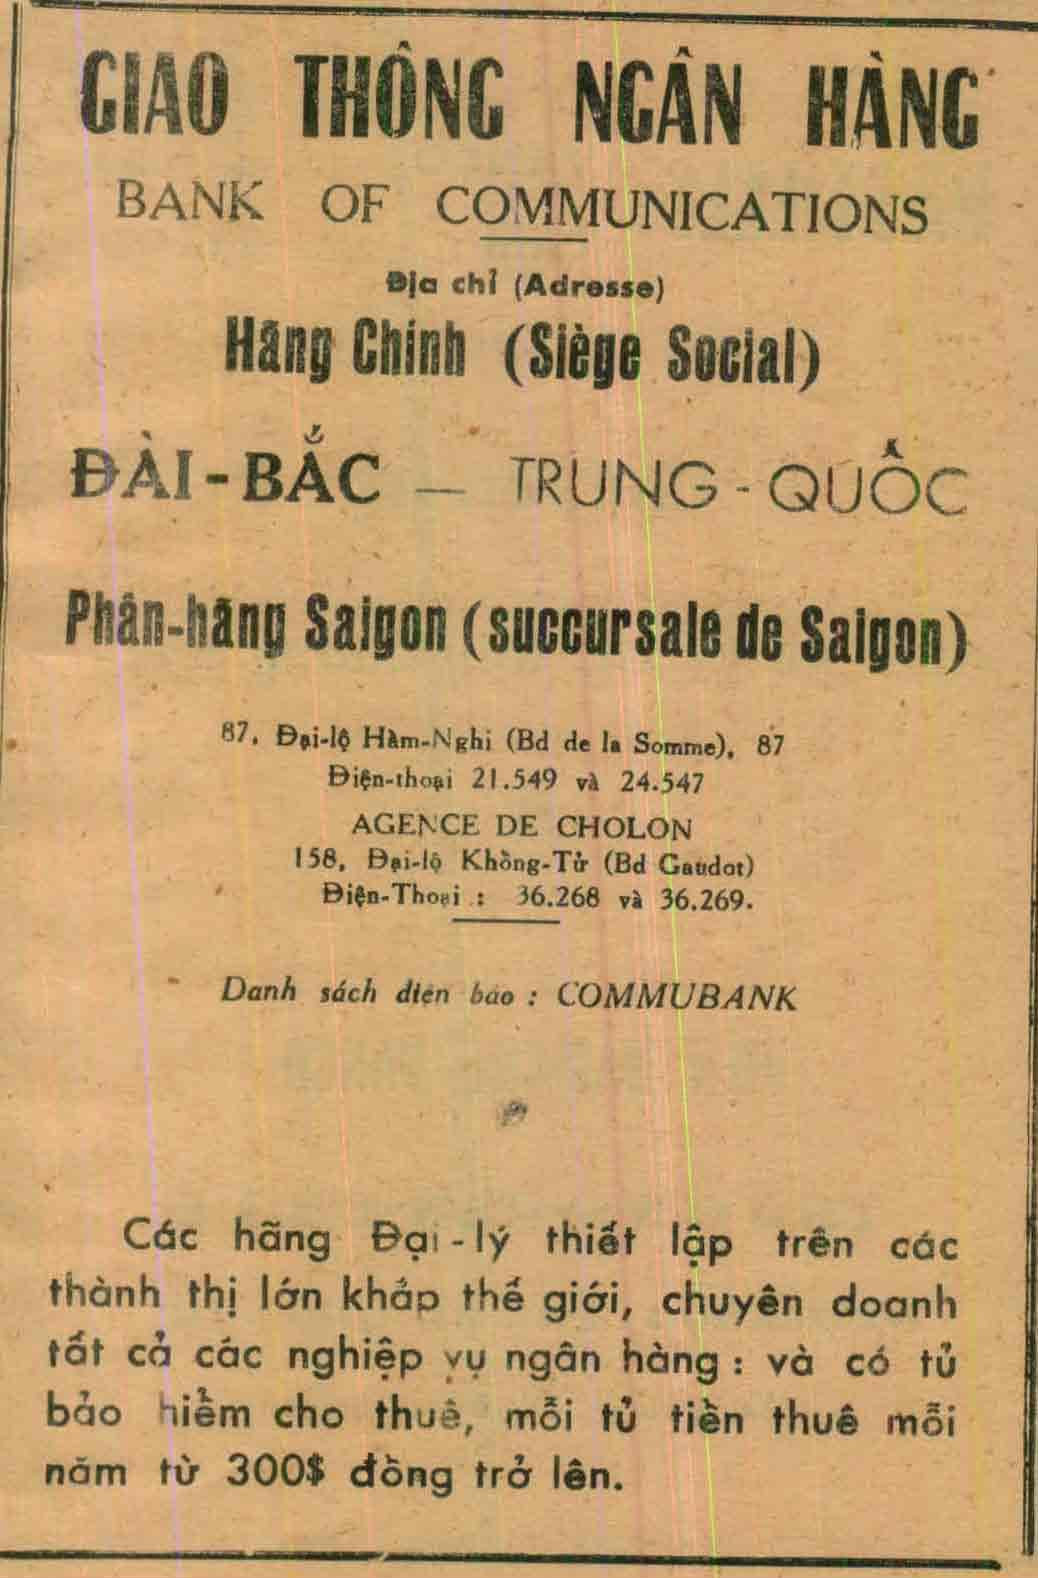 GIAO THÔNG NGÂN HÀNG
BANK OF COMMUNICATIONS
Địa chỉ (Adresse)
Hãng Chính (Siège Social)
ĐÀI-BẮC — TRUNG-QUỐC
Phân-hãng Saigon (succursale de Saigon)
87, Đại-lộ Hàm-Nghi (Bd de la Somme), 87
Điện-thoại 21.549 và 24.547
AGENCE DE CHOLON
158, Đại-lộ Khổng-Tử (Bd Gaudot)
Điện-Thoại : 36.268 và 36.269.
Danh sách điện báo : COMMUBANK
Các hãng Đại-lý thiết lập trên các
thành thị lớn khắp thế giới, chuyên doanh
tất cả các nghiệp vụ ngân hàng : và có tủ
bảo hiểm cho thuê, mỗi tủ tiền thuê mỗi
năm từ 300$ đồng trở lên.